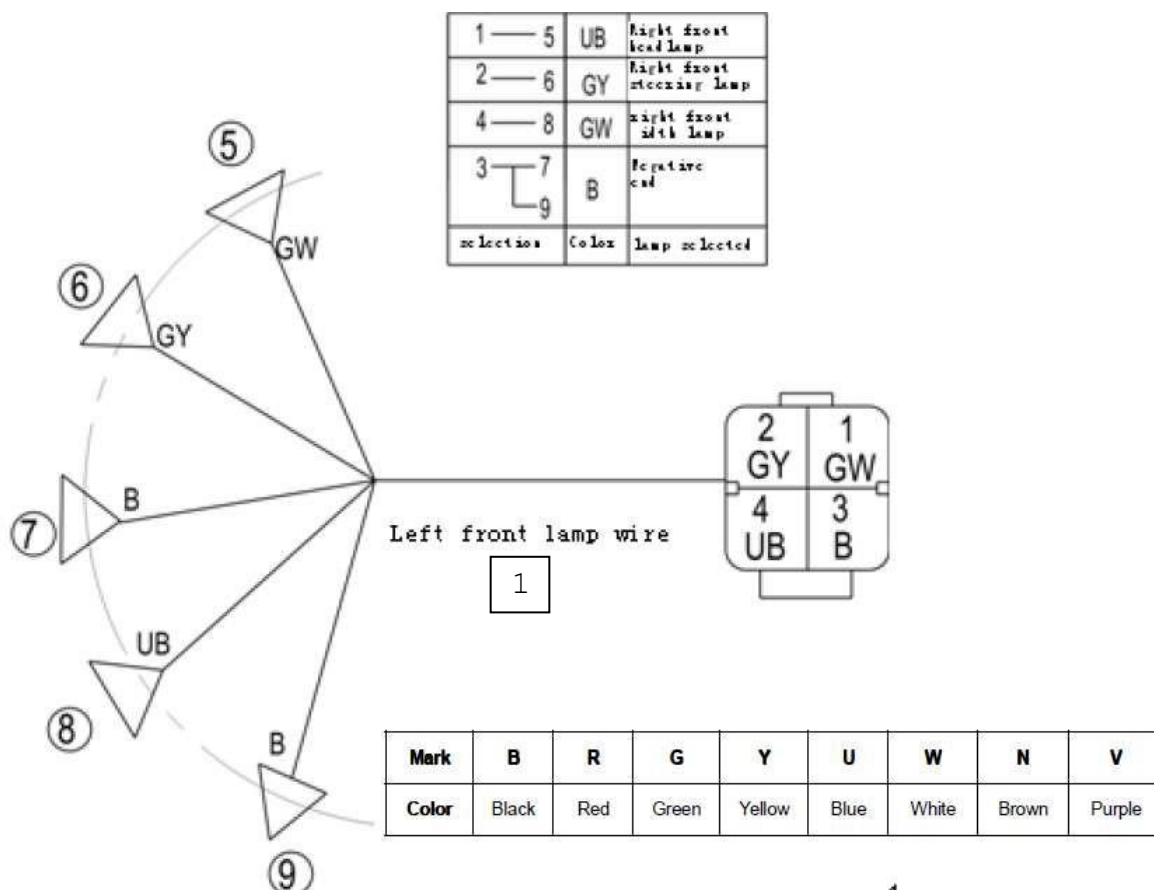 1 — 5 UB Right front
head lamp
2 — 6 GY Right front
steering lamp
4 — 8 GW right front
width lamp
3 — 7 B Negative
9 end
selection Color lamp selected
5
GW
6
GY
7
B
8
UB
9
B
Left front lamp wire
1
2 1
GY GW
4 3
UB B
Mark B R G Y U W N V
Color Black Red Green Yellow Blue White Brown Purple